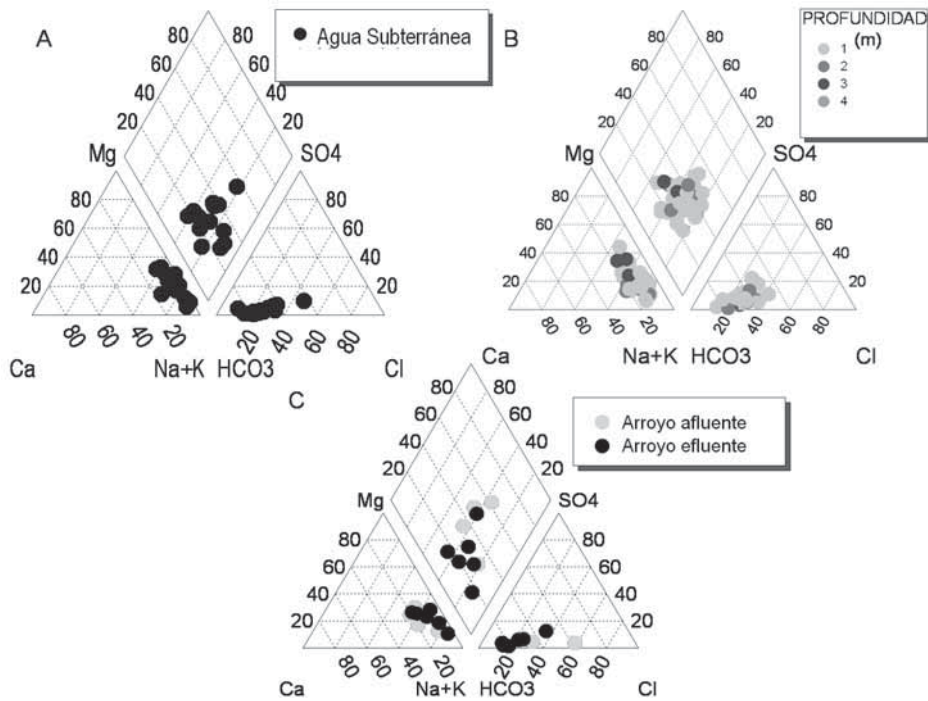 A
Agua Subterránea
80 80
60 60
40 40
20 20
Mg SO4
80 80
60 60
40 40
20 20
80 60 40 20 20 40 60 80
Ca Na+K HCO3 Cl
B
PROFUNDIDAD
(m)
1
2
3
4
80 80
60 60
40 40
20 20
Mg SO4
80 80
60 60
40 40
20 20
80 60 40 20 20 40 60 80
Ca Na+K HCO3 Cl
C
Arroyo afluente
Arroyo efluente
80 80
60 60
40 40
20 20
Mg SO4
80 80
60 60
40 40
20 20
80 60 40 20 20 40 60 80
Ca Na+K HCO3 Cl